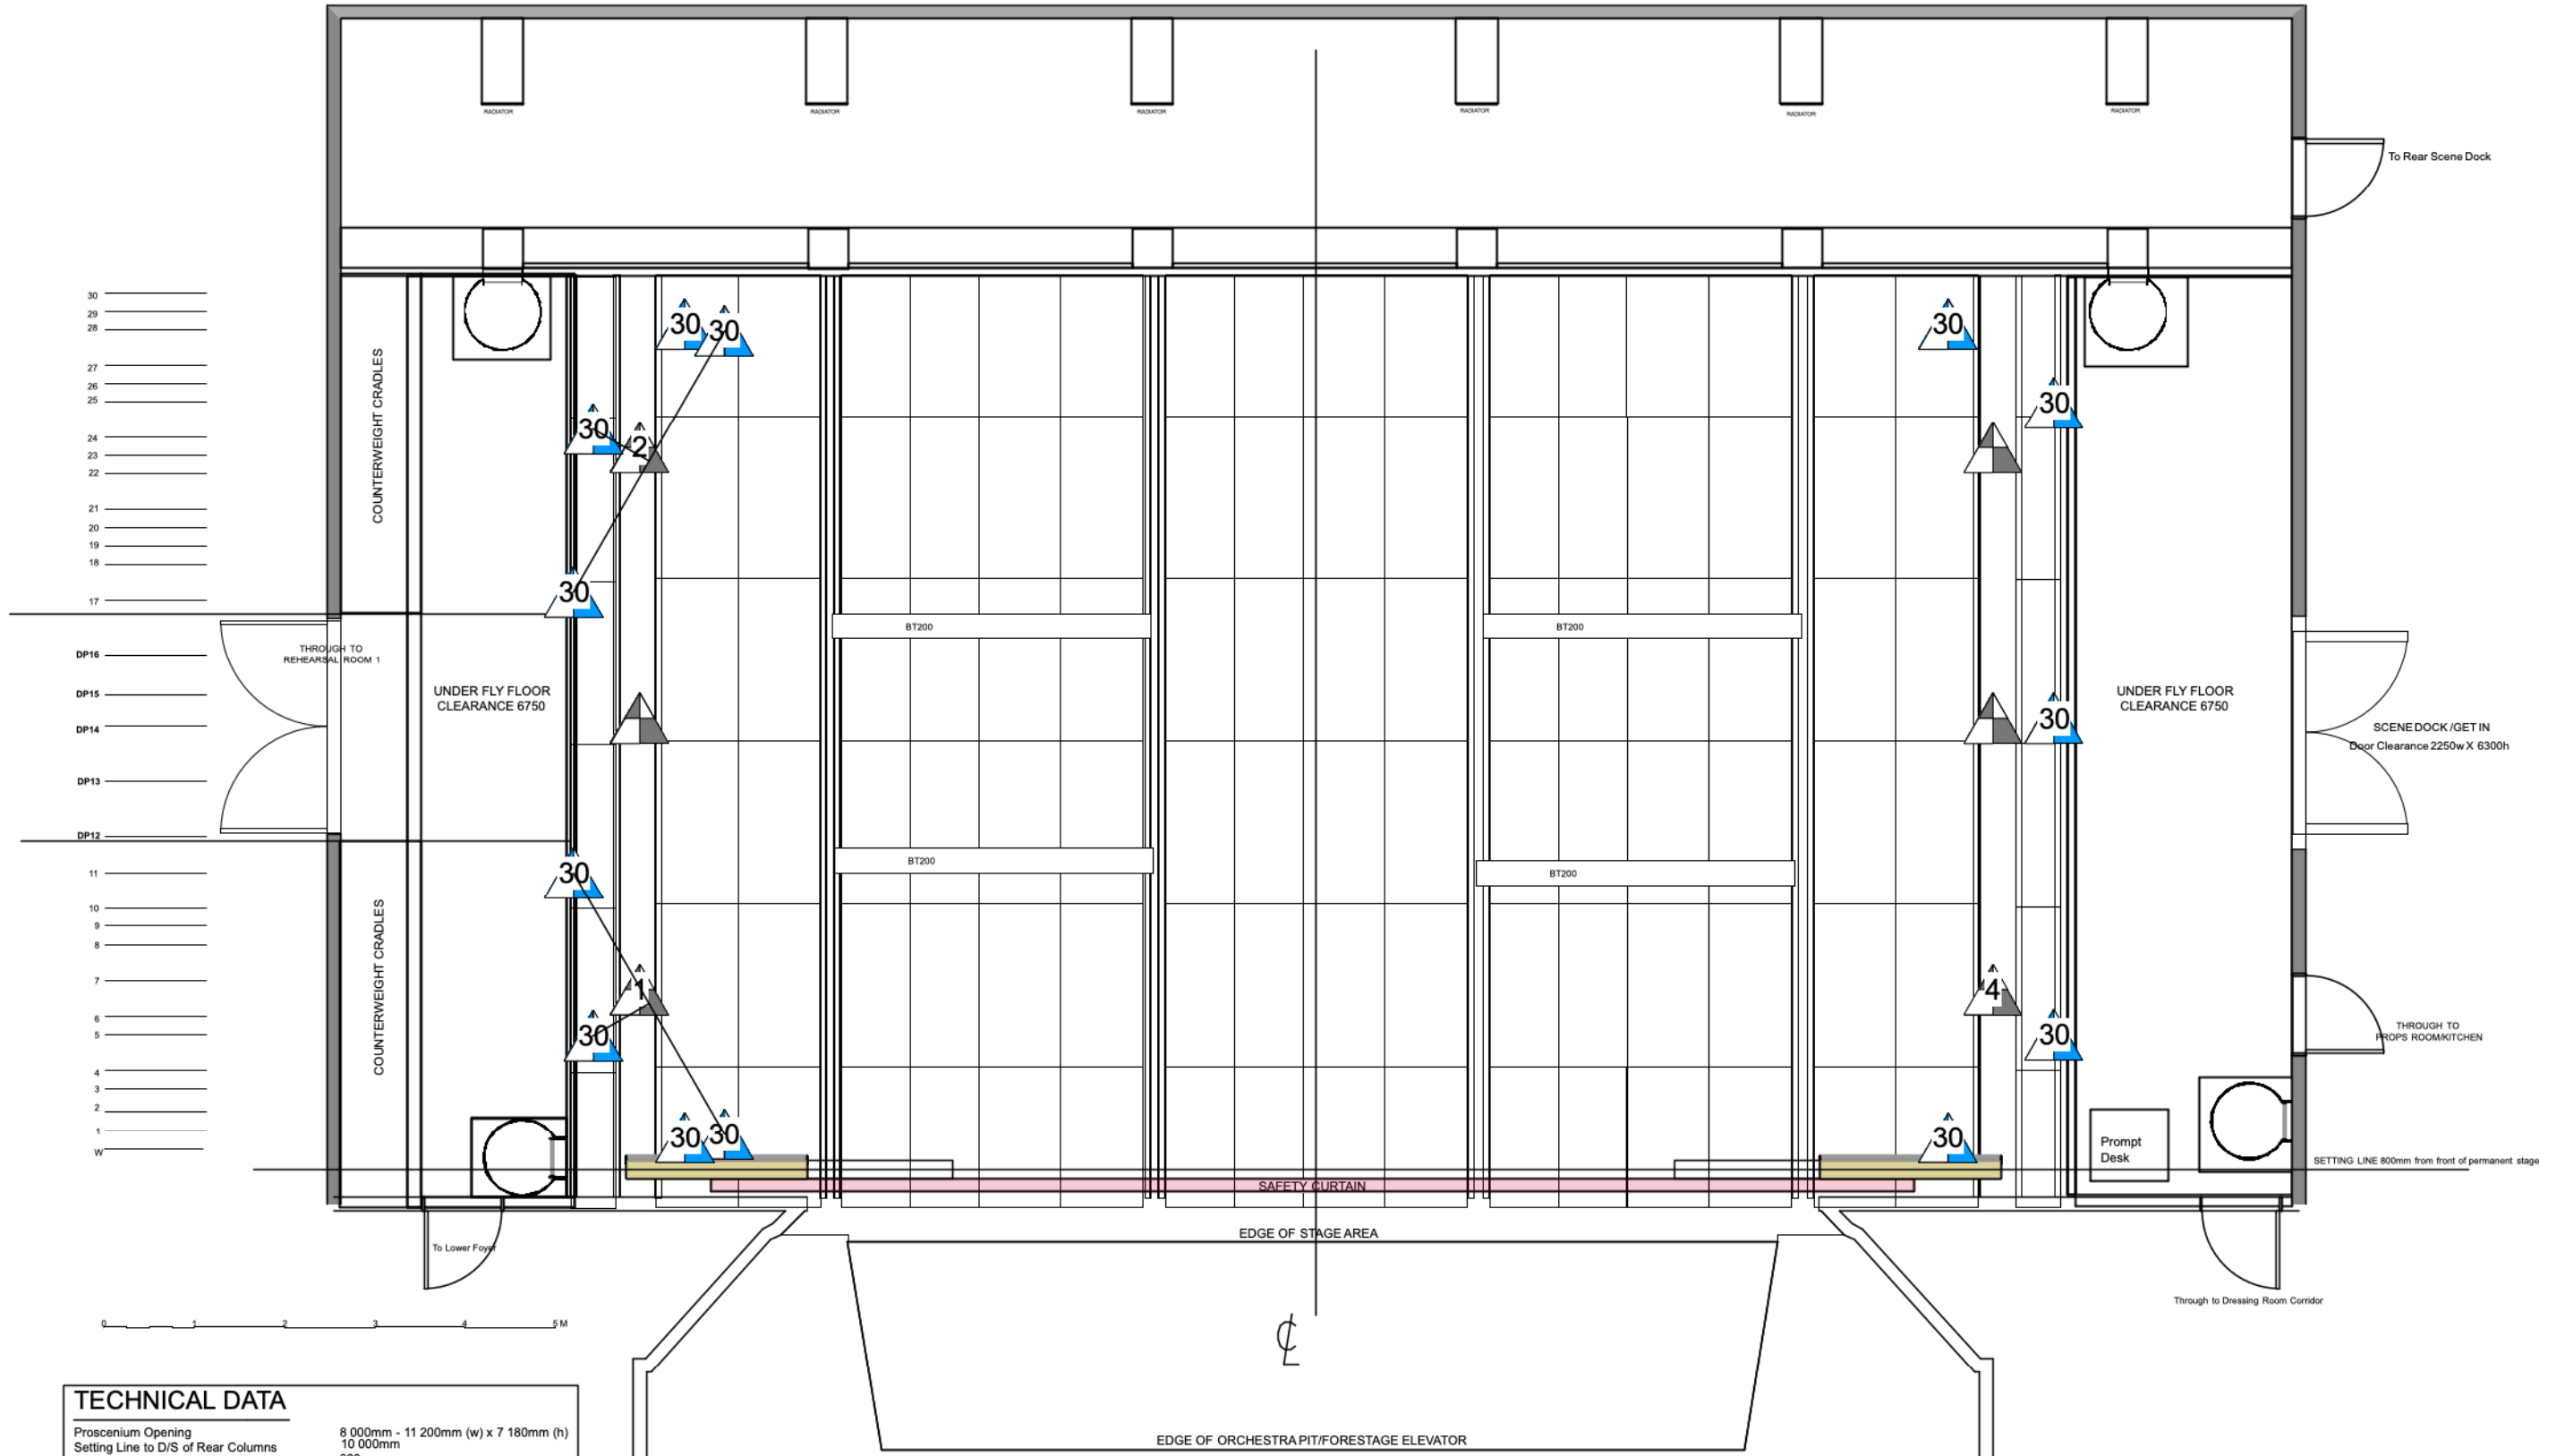 RADIATOR
RADIATOR
RADIATOR
RADIATOR
RADIATOR
RADIATOR
To Rear Scene Dock
30
29
28
27
26
25
24
23
22
21
20
19
18
17
DP16
DP15
DP14
DP13
DP12
11
10
9
8
7
6
5
4
3
2
1
W
COUNTERWEIGHT CRADLES
COUNTERWEIGHT CRADLES
THROUGH TO
REHEARSAL ROOM 1
UNDER FLY FLOOR
CLEARANCE 6750
30
30
30
2
30
30
1
30
30
30
BT200
BT200
BT200
BT200
30
30
30
4
30
30
UNDER FLY FLOOR
CLEARANCE 6750
SCENE DOCK /GET IN
Door Clearance 2250w X 6300h
THROUGH TO
PROPS ROOM/KITCHEN
Prompt
Desk
SETTING LINE 800mm from front of permanent stage
SAFETY CURTAIN
EDGE OF STAGE AREA
To Lower Foyer
Through to Dressing Room Corridor
0 1 2 3 4 5 M
CL
EDGE OF ORCHESTRA PIT/FORESTAGE ELEVATOR
TECHNICAL DATA
Proscenium Opening 8 000mm - 11 200mm (w) x 7 180mm (h)
Setting Line to D/S of Rear Columns 10 000mm